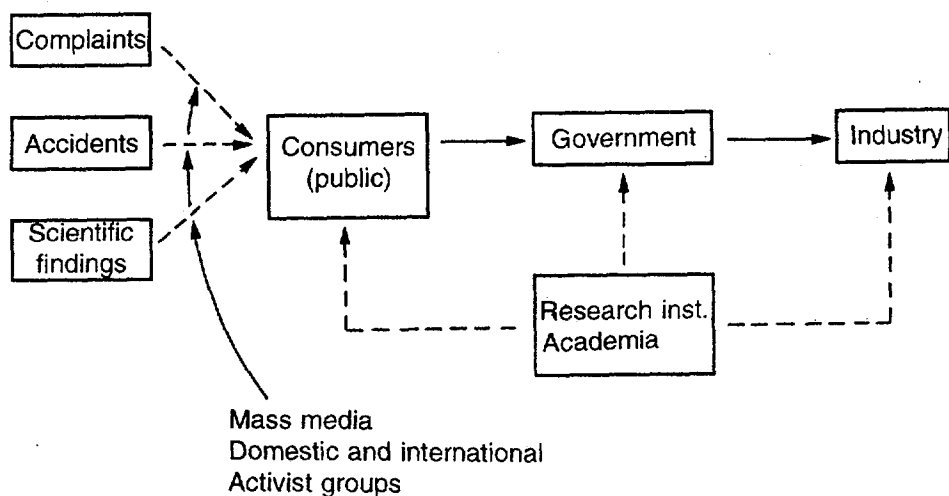 Complaints
Accidents
Scientific
findings
Consumers
(public)
Government
Industry
Research inst.
Academia
Mass media
Domestic and international
Activist groups